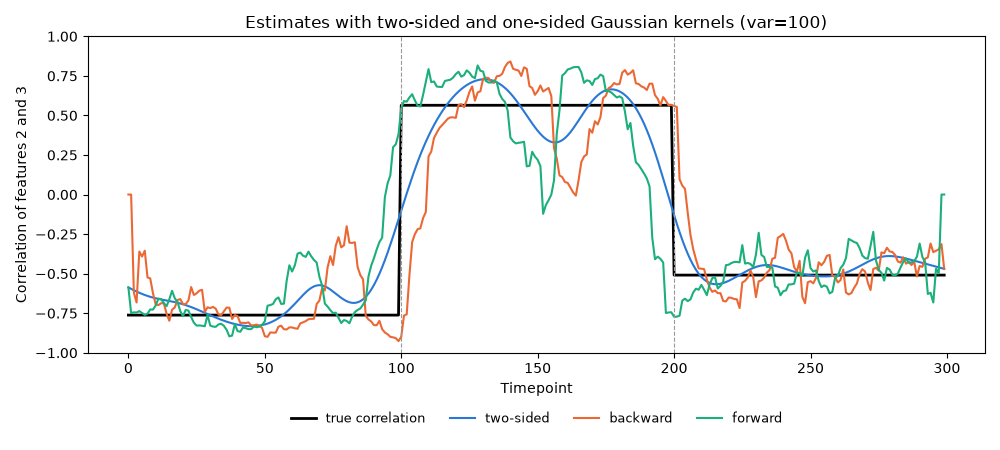 Estimates with two-sided and one-sided Gaussian kernels (var=100)
Correlation of features 2 and 3
1.00
0.75
0.50
0.25
0.00
−0.25
−0.50
−0.75
−1.00
0 50 100 150 200 250 300
Timepoint
true correlation two-sided backward forward